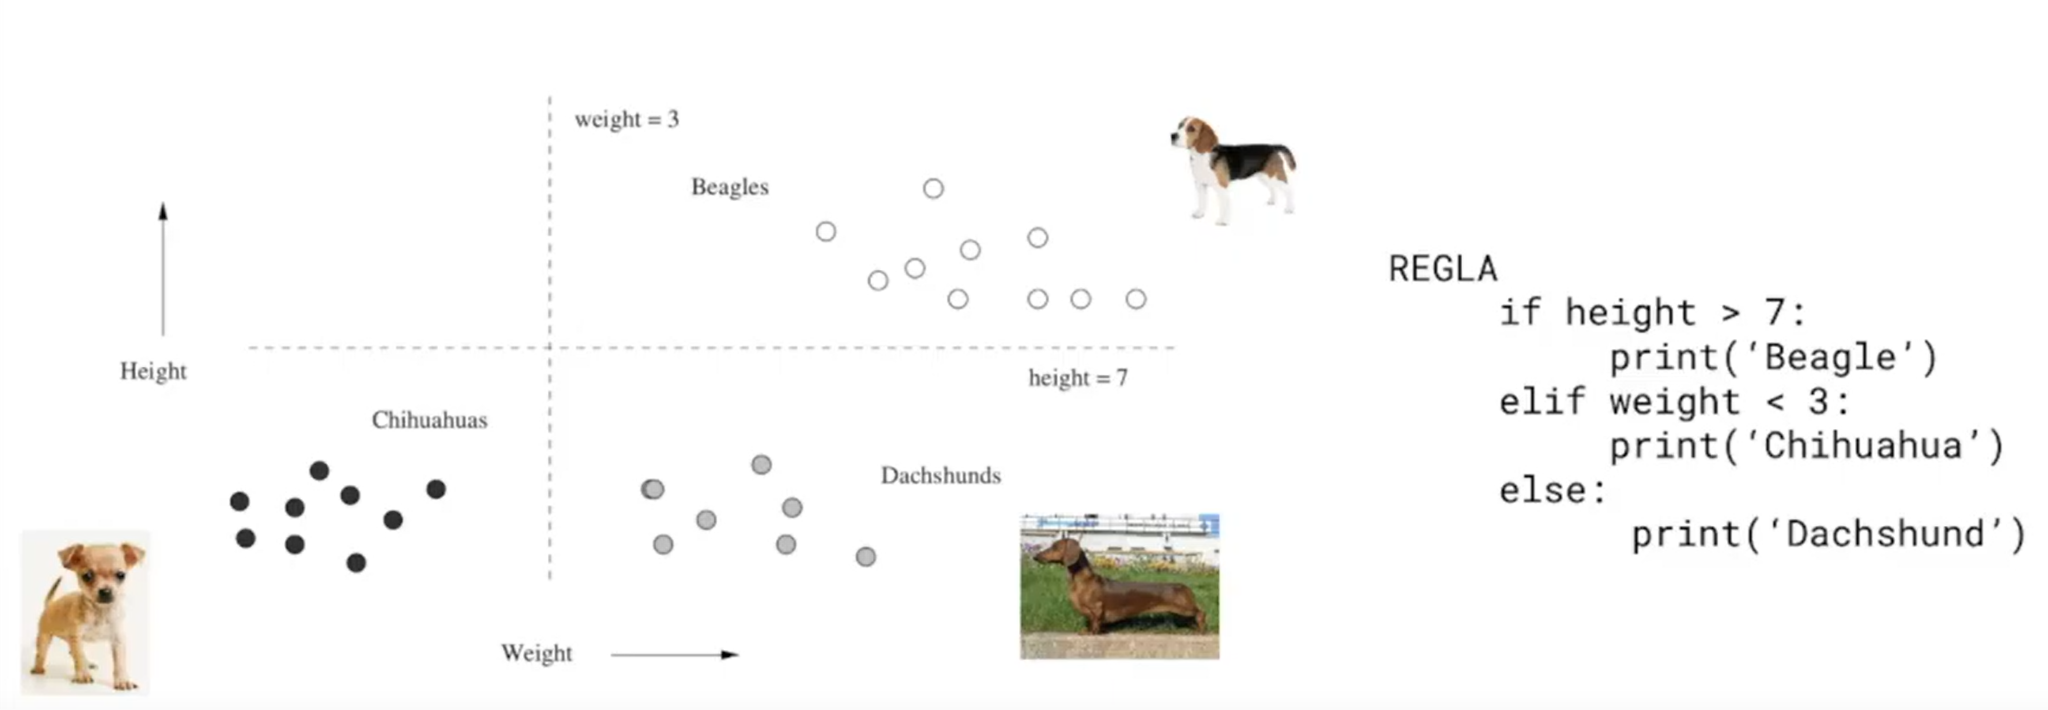 weight = 3
Beagles
Height
height = 7
Chihuahuas
Dachshunds
Weight
REGLA
if height > 7:
print(‘Beagle’)
elif weight < 3:
print(‘Chihuahua’)
else:
print(‘Dachshund’)